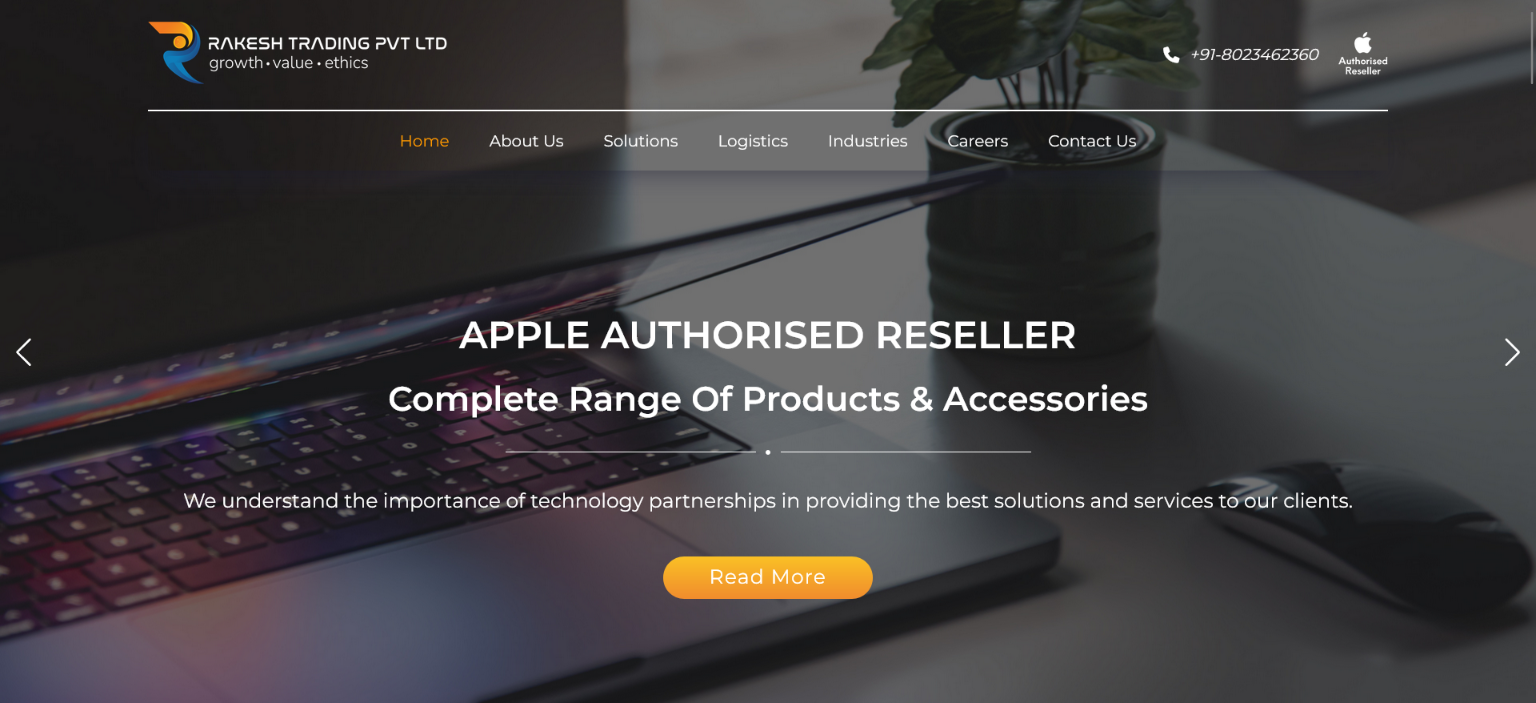 RAKESH TRADING PVT LTD
growth • value • ethics
+91-8023462360
Authorised
Reseller
Home About Us Solutions Logistics Industries Careers Contact Us
APPLE AUTHORISED RESELLER
Complete Range Of Products & Accessories
We understand the importance of technology partnerships in providing the best solutions and services to our clients.
Read More